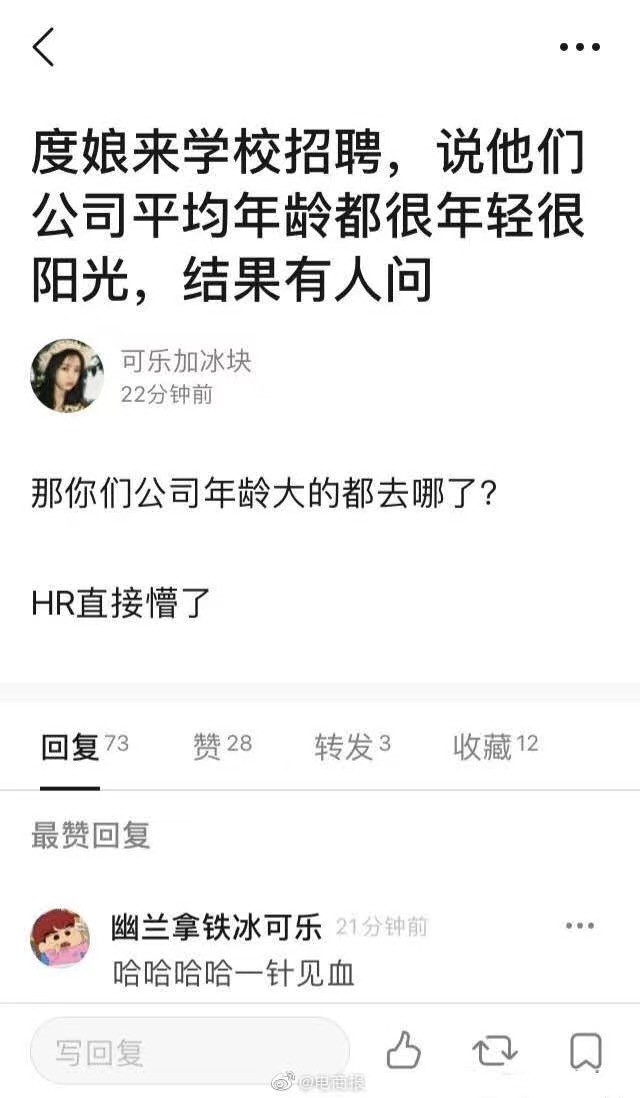 度娘来学校招聘，说他们
公司平均年龄都很年轻很
阳光，结果有人问
可乐加冰块
22分钟前
那你们公司年龄大的都去哪了?
HR直接懵了
回复 73 赞 28 转发 3 收藏 12
最赞回复
幽兰拿铁冰可乐 21分钟前
哈哈哈哈一针见血
写回复
@电商报